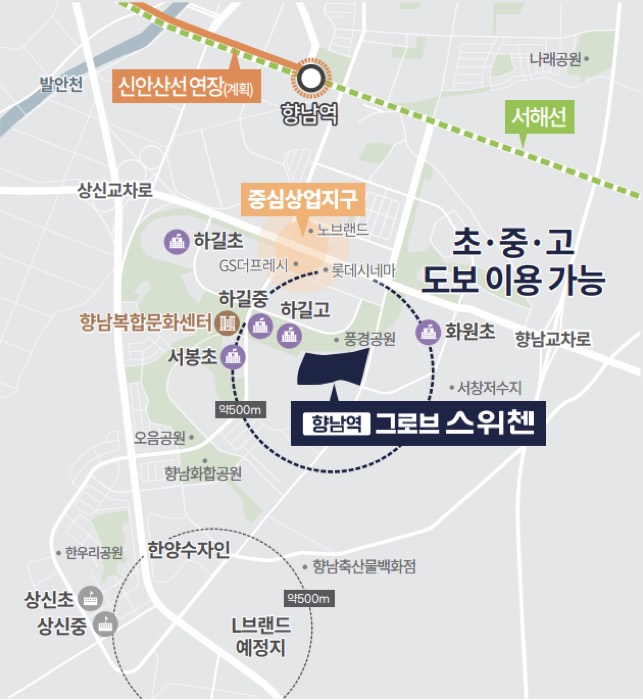 나래공원
발안천
신안산선 연장(계획)
향남역
서해선
상신교차로
중심상업지구
노브랜드
하길초
초·중·고
도보 이용 가능
GS더프레시
롯데시네마
하길중
하길고
향남복합문화센터
풍경공원
화원초
향남교차로
서봉초
서창저수지
약500m
향남역 그로브 스위첸
오음공원
향남화합공원
한우리공원
한양수자인
향남축산물백화점
상신초
약500m
상신중
L브랜드
예정지